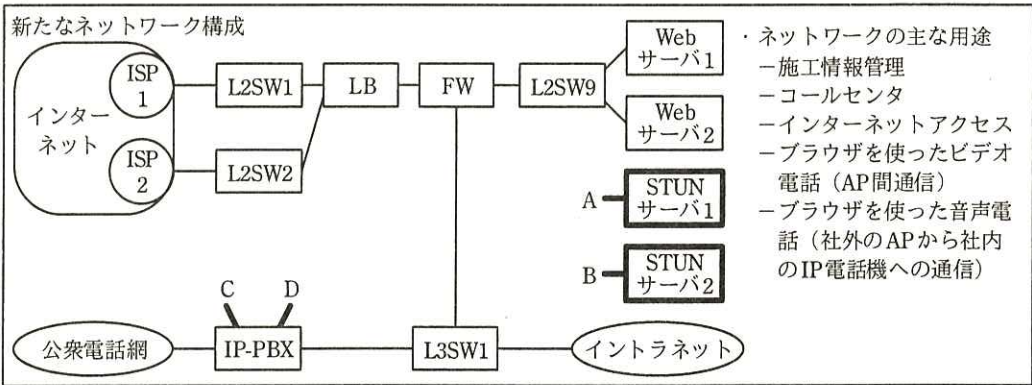 新たなネットワーク構成
インター
ネット
ISP
1
ISP
2
L2SW1
L2SW2
LB
FW
L2SW9
Web
サーバ1
Web
サーバ2
A
STUN
サーバ1
B
STUN
サーバ2
C
D
公衆電話網
IP-PBX
L3SW1
イントラネット
・ネットワークの主な用途
－施工情報管理
－コールセンタ
－インターネットアクセス
－ブラウザを使ったビデオ
電話（AP間通信）
－ブラウザを使った音声電
話（社外のAPから社内
のIP電話機への通信）